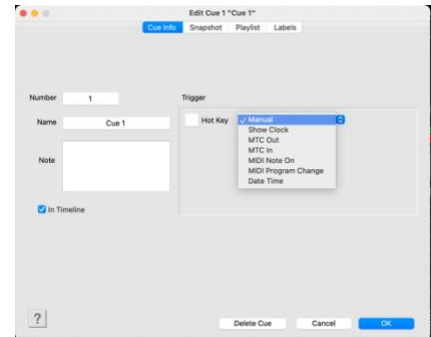 Edit Cue 1 "Cue 1"
Cue Info Snapshot Playlist Labels
Number 1
Trigger
Name Cue 1
Hot Key ✓ Manual
Show Clock
MTC Out
MTC In
MIDI Note On
MIDI Program Change
Date Time
Note
In Timeline
? Delete Cue Cancel OK